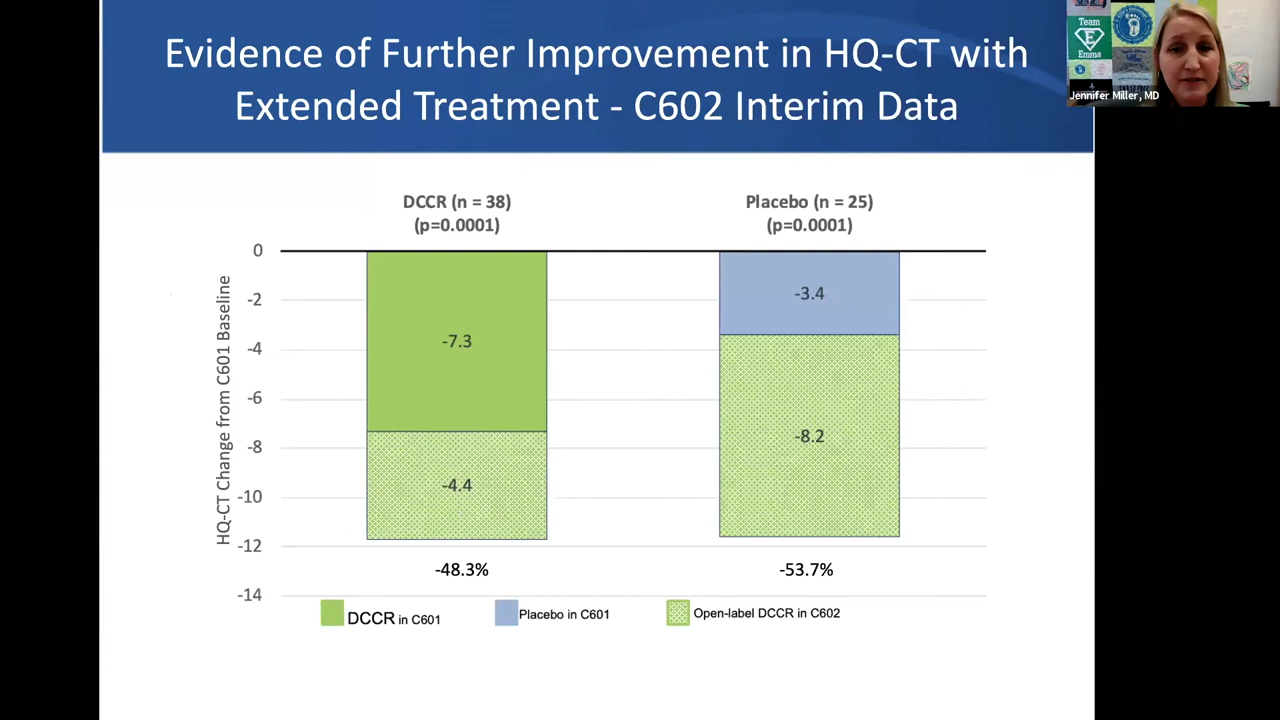 Evidence of Further Improvement in HQ-CT with
Extended Treatment - C602 Interim Data
Team
E
Emma
Jennifer Miller, MD
DCCR (n = 38)
(p=0.0001)
Placebo (n = 25)
(p=0.0001)
HQ-CT Change from C601 Baseline
0
-2
-4
-6
-8
-10
-12
-14
-7.3
-4.4
-3.4
-8.2
-48.3%
-53.7%
DCCR in C601
Placebo in C601
Open-label DCCR in C602